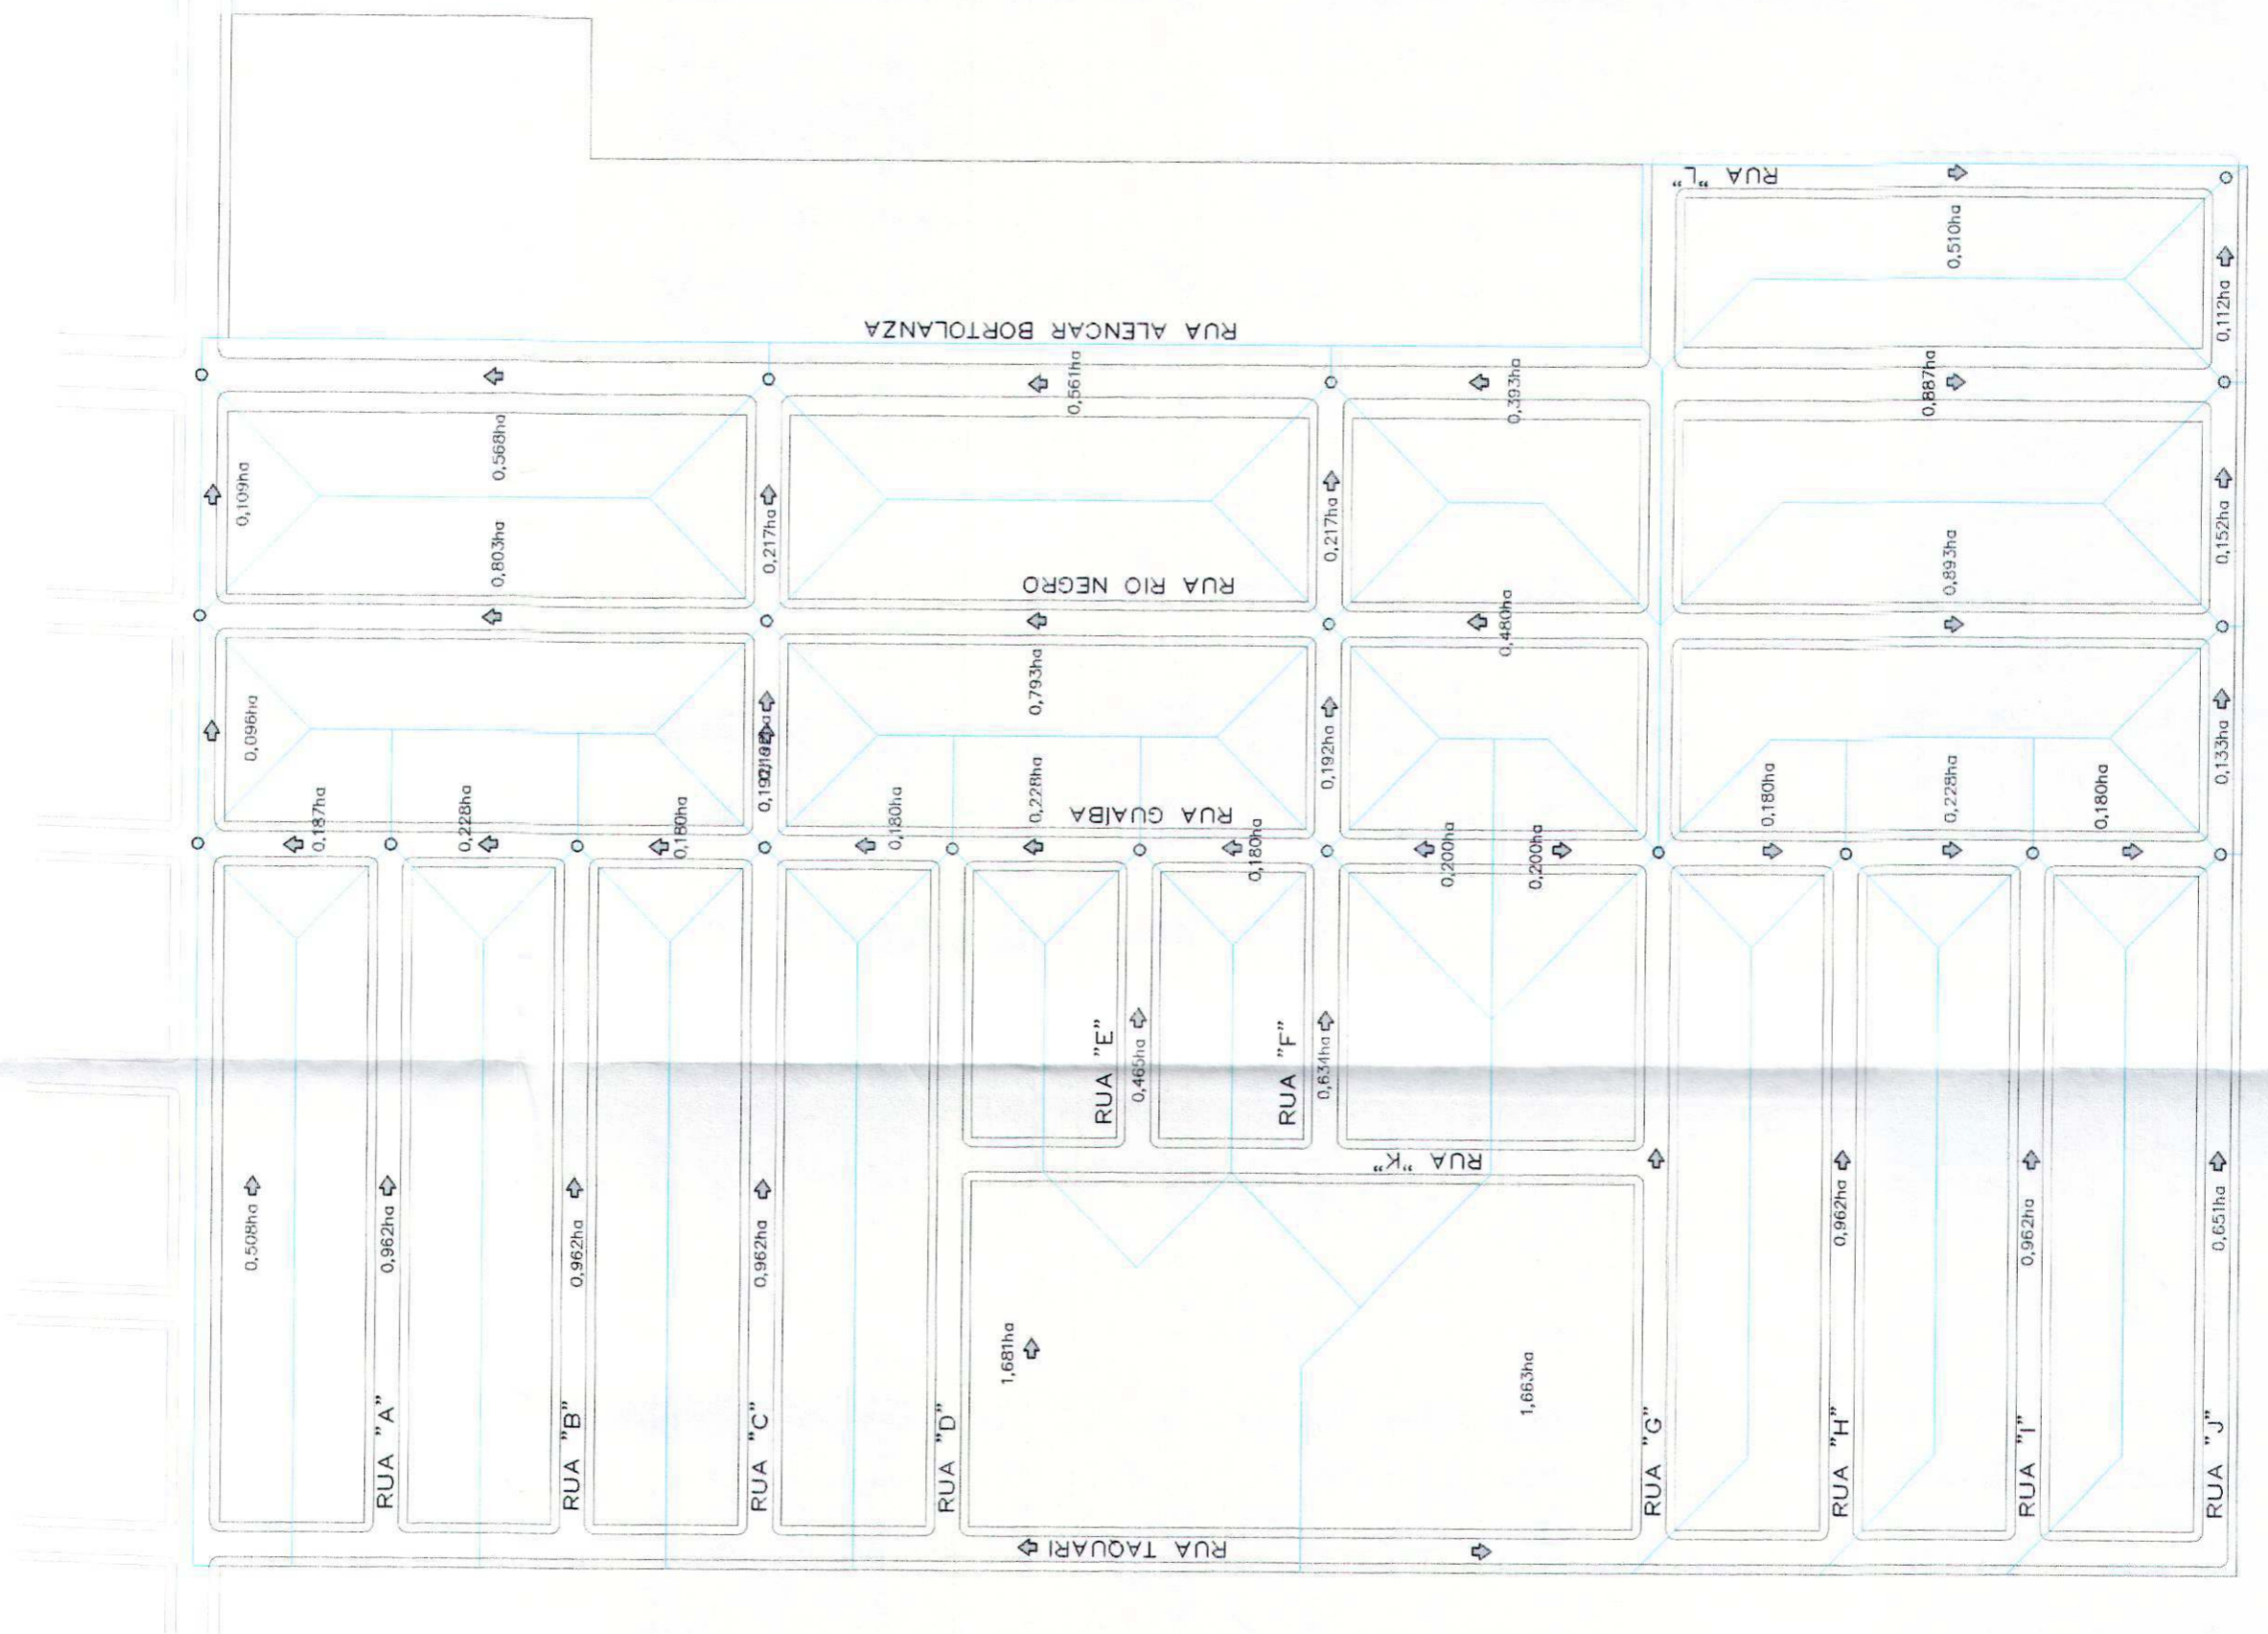 RUA "L"
0,510ha
0,112ha
RUA ALENCAR BORTOLANZA
0,561ha
0,393ha
0,887ha
0,109ha
0,568ha
0,803ha
0,217ha
0,217ha
0,152ha
RUA RIO NEGRO
0,893ha
0,480ha
0,096ha
0,793ha
0,192ha
0,133ha
0,187ha
0,228ha
0,180ha
0,180ha
0,228ha
RUA GUAÍBA
0,180ha
0,200ha
0,200ha
0,180ha
0,228ha
0,180ha
RUA "E"
0,465ha
RUA "F"
0,634ha
RUA "K"
0,508ha
0,962ha
0,962ha
0,962ha
0,962ha
0,962ha
0,651ha
1,681ha
1,663ha
RUA "A"
RUA "B"
RUA "C"
RUA "D"
RUA "G"
RUA "H"
RUA "I"
RUA "J"
RUA TAQUARI